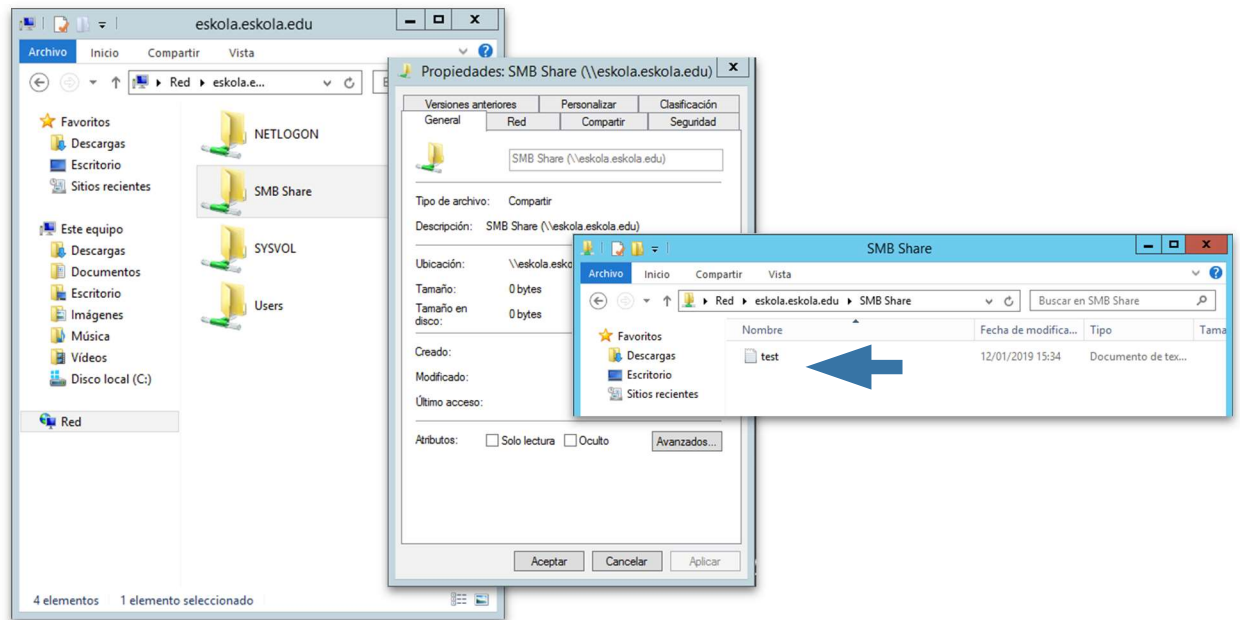 eskola.eskola.edu
Archivo Inicio Compartir Vista
Red eskola.e...
Favoritos
Descargas
Escritorio
Sitios recientes
Este equipo
Descargas
Documentos
Escritorio
Imágenes
Música
Vídeos
Disco local (C:)
Red
NETLOGON
SMB Share
SYSVOL
Users
4 elementos 1 elemento seleccionado
Propiedades: SMB Share (\\eskola.eskola.edu)
Versiones anteriores Personalizar Clasificación
General Red Compartir Seguridad
SMB Share (\\eskola.eskola.edu)
Tipo de archivo: Compartir
Descripción: SMB Share (\\eskola.eskola.edu)
Ubicación: \\eskola.esko
Tamaño: 0 bytes
Tamaño en
disco: 0 bytes
Creado:
Modificado:
Último acceso:
Atributos: Solo lectura Oculto Avanzados...
Aceptar Cancelar Aplicar
SMB Share
Archivo Inicio Compartir Vista
Red eskola.eskola.edu SMB Share Buscar en SMB Share
Favoritos
Descargas
Escritorio
Sitios recientes
Nombre Fecha de modifica... Tipo Tama
test 12/01/2019 15:34 Documento de tex...